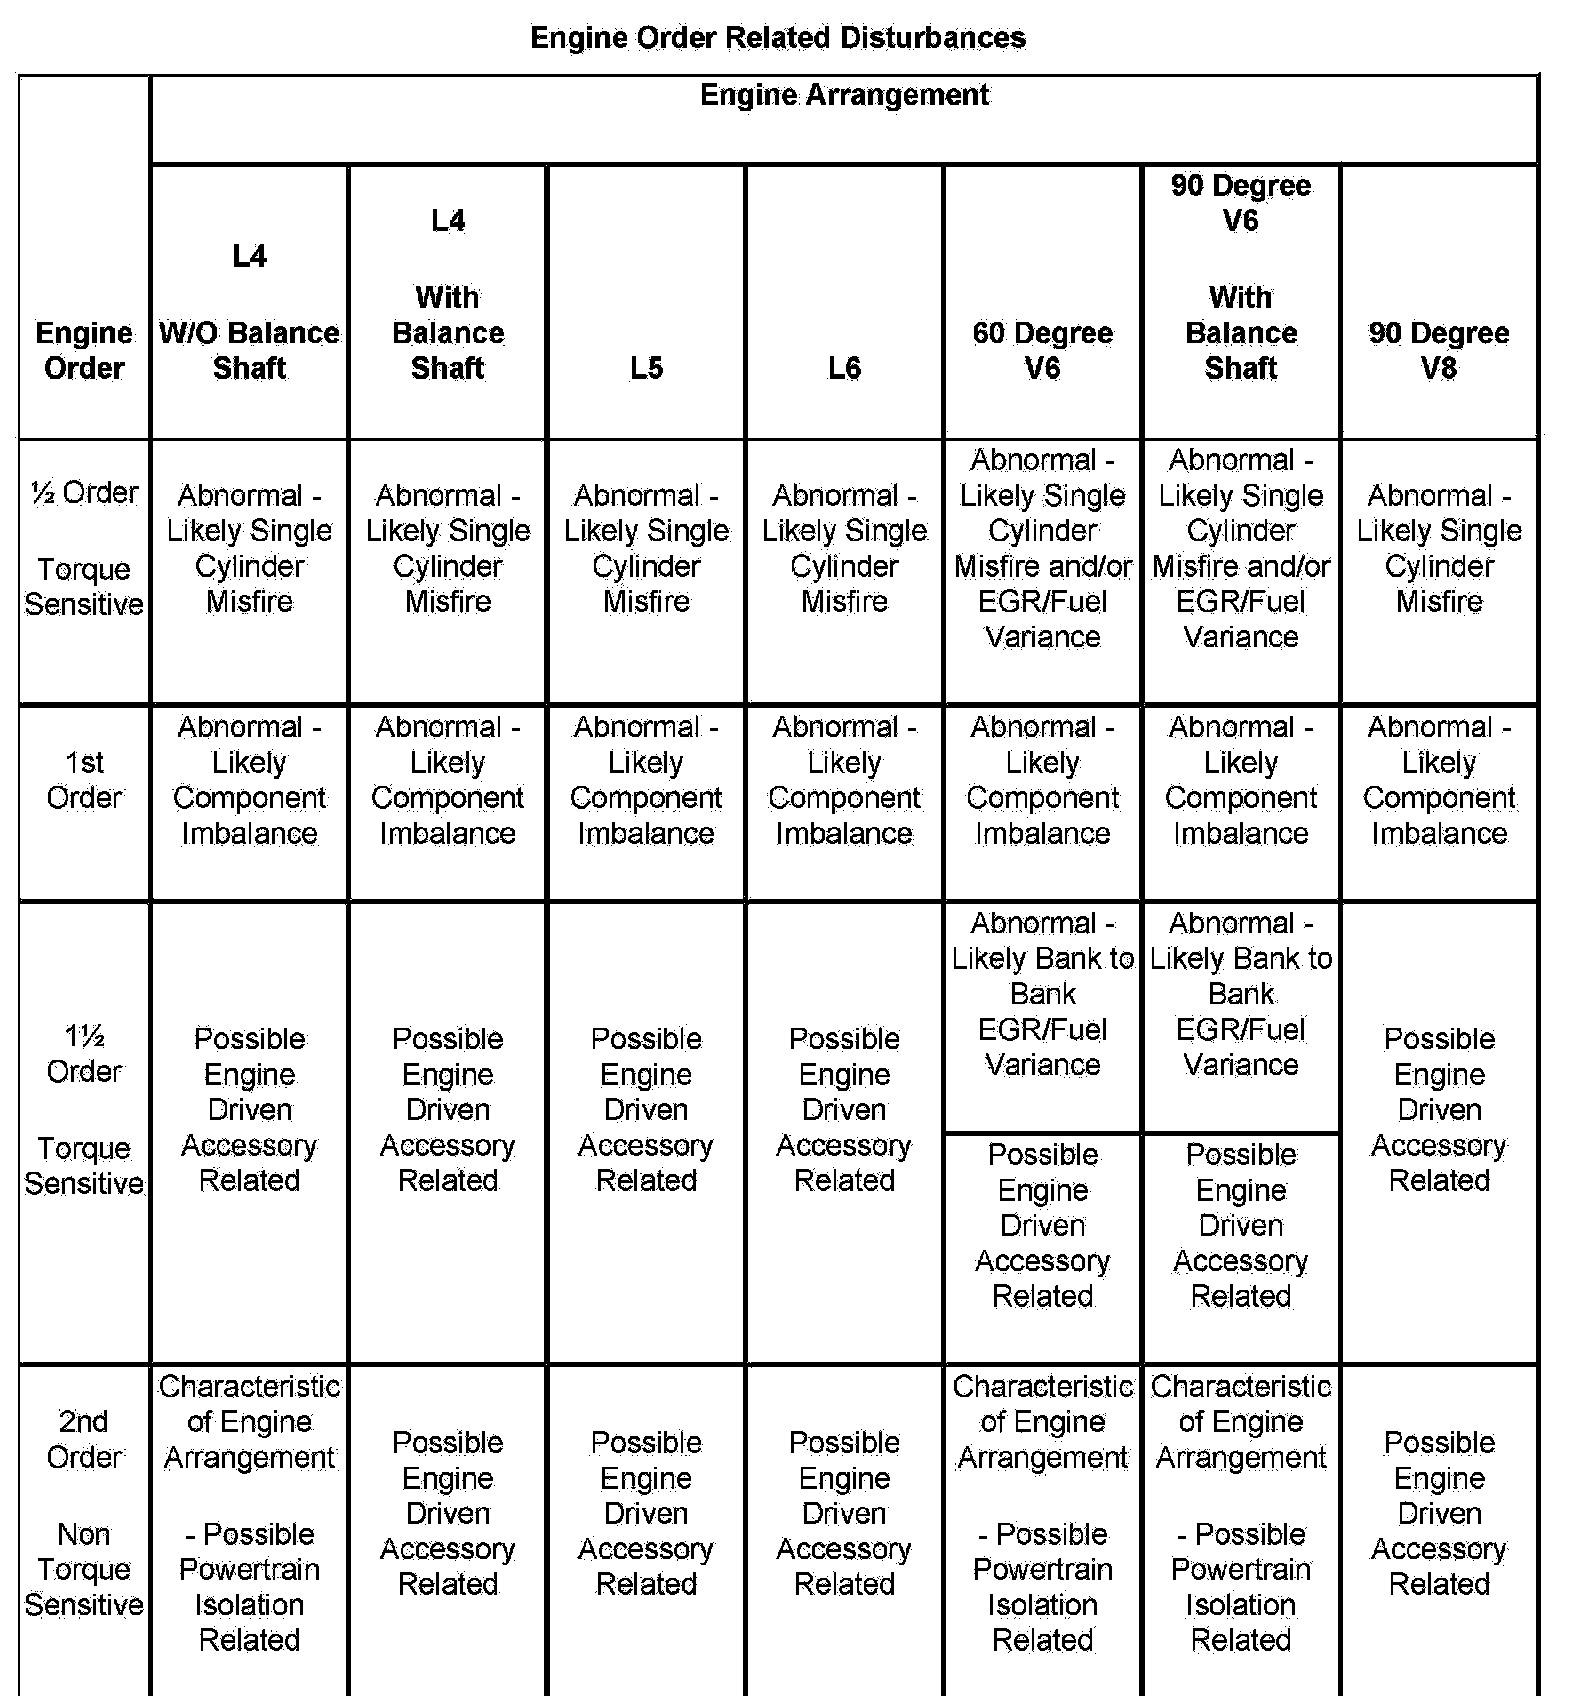 Engine Order Related Disturbances
Engine Arrangement
Engine
Order
L4
W/O Balance
Shaft
L4
With
Balance
Shaft
L5
L6
60 Degree
V6
90 Degree
V6
With
Balance
Shaft
90 Degree
V8
½ Order
Torque
Sensitive
Abnormal -
Likely Single
Cylinder
Misfire
Abnormal -
Likely Single
Cylinder
Misfire
Abnormal -
Likely Single
Cylinder
Misfire
Abnormal -
Likely Single
Cylinder
Misfire
Abnormal -
Likely Single
Cylinder
Misfire and/or
EGR/Fuel
Variance
Abnormal -
Likely Single
Cylinder
Misfire and/or
EGR/Fuel
Variance
Abnormal -
Likely Single
Cylinder
Misfire
1st
Order
Abnormal -
Likely
Component
Imbalance
Abnormal -
Likely
Component
Imbalance
Abnormal -
Likely
Component
Imbalance
Abnormal -
Likely
Component
Imbalance
Abnormal -
Likely
Component
Imbalance
Abnormal -
Likely
Component
Imbalance
Abnormal -
Likely
Component
Imbalance
1½
Order
Torque
Sensitive
Possible
Engine
Driven
Accessory
Related
Possible
Engine
Driven
Accessory
Related
Possible
Engine
Driven
Accessory
Related
Possible
Engine
Driven
Accessory
Related
Abnormal -
Likely Bank to
Bank
EGR/Fuel
Variance
Possible
Engine
Driven
Accessory
Related
Abnormal -
Likely Bank to
Bank
EGR/Fuel
Variance
Possible
Engine
Driven
Accessory
Related
Possible
Engine
Driven
Accessory
Related
2nd
Order
Non
Torque
Sensitive
Characteristic
of Engine
Arrangement
- Possible
Powertrain
Isolation
Related
Possible
Engine
Driven
Accessory
Related
Possible
Engine
Driven
Accessory
Related
Possible
Engine
Driven
Accessory
Related
Characteristic
of Engine
Arrangement
- Possible
Powertrain
Isolation
Related
Characteristic
of Engine
Arrangement
- Possible
Powertrain
Isolation
Related
Possible
Engine
Driven
Accessory
Related